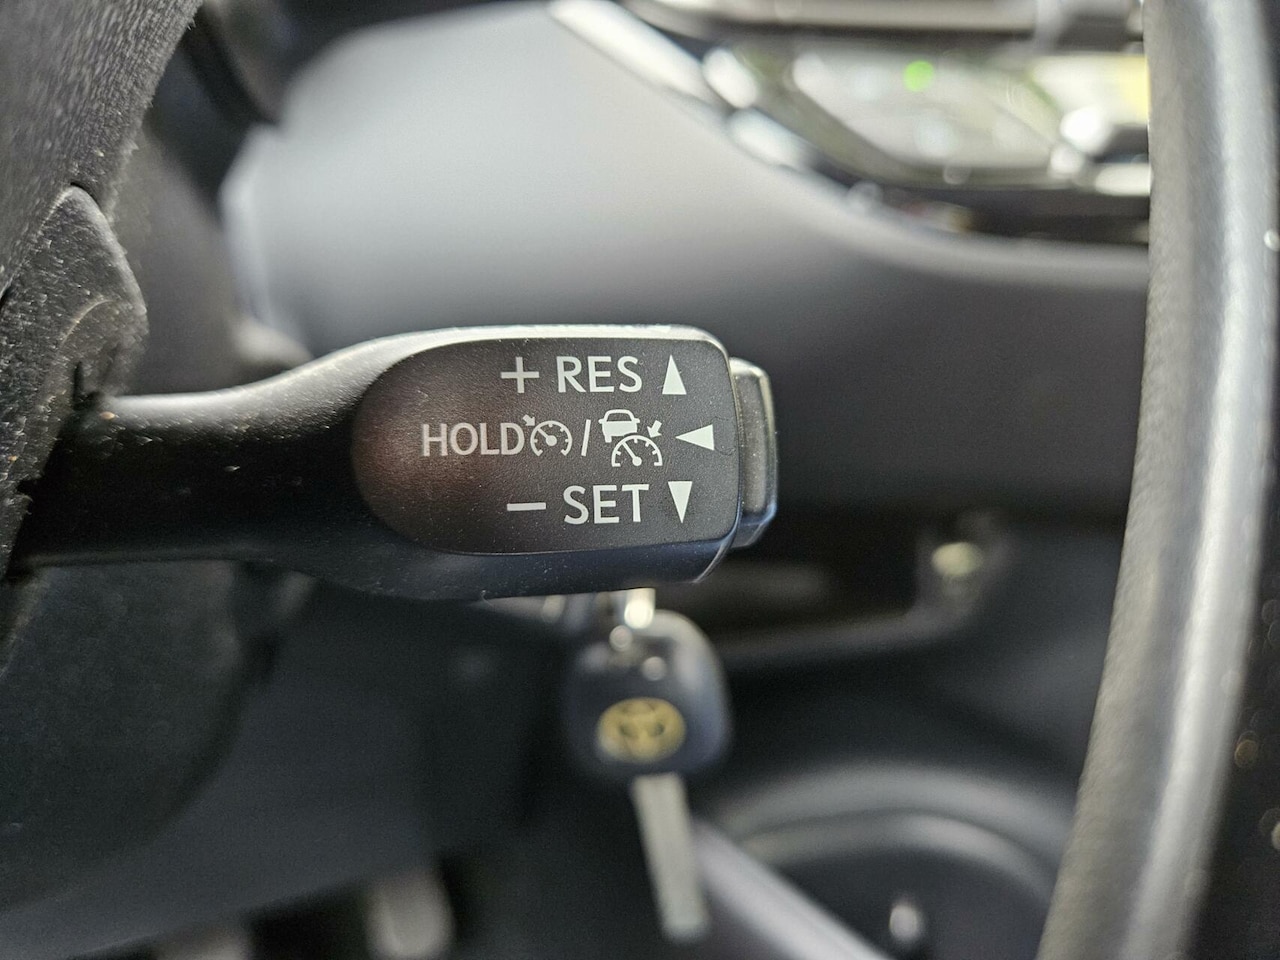 + RES ▲
HOLD / ◀
− SET ▼